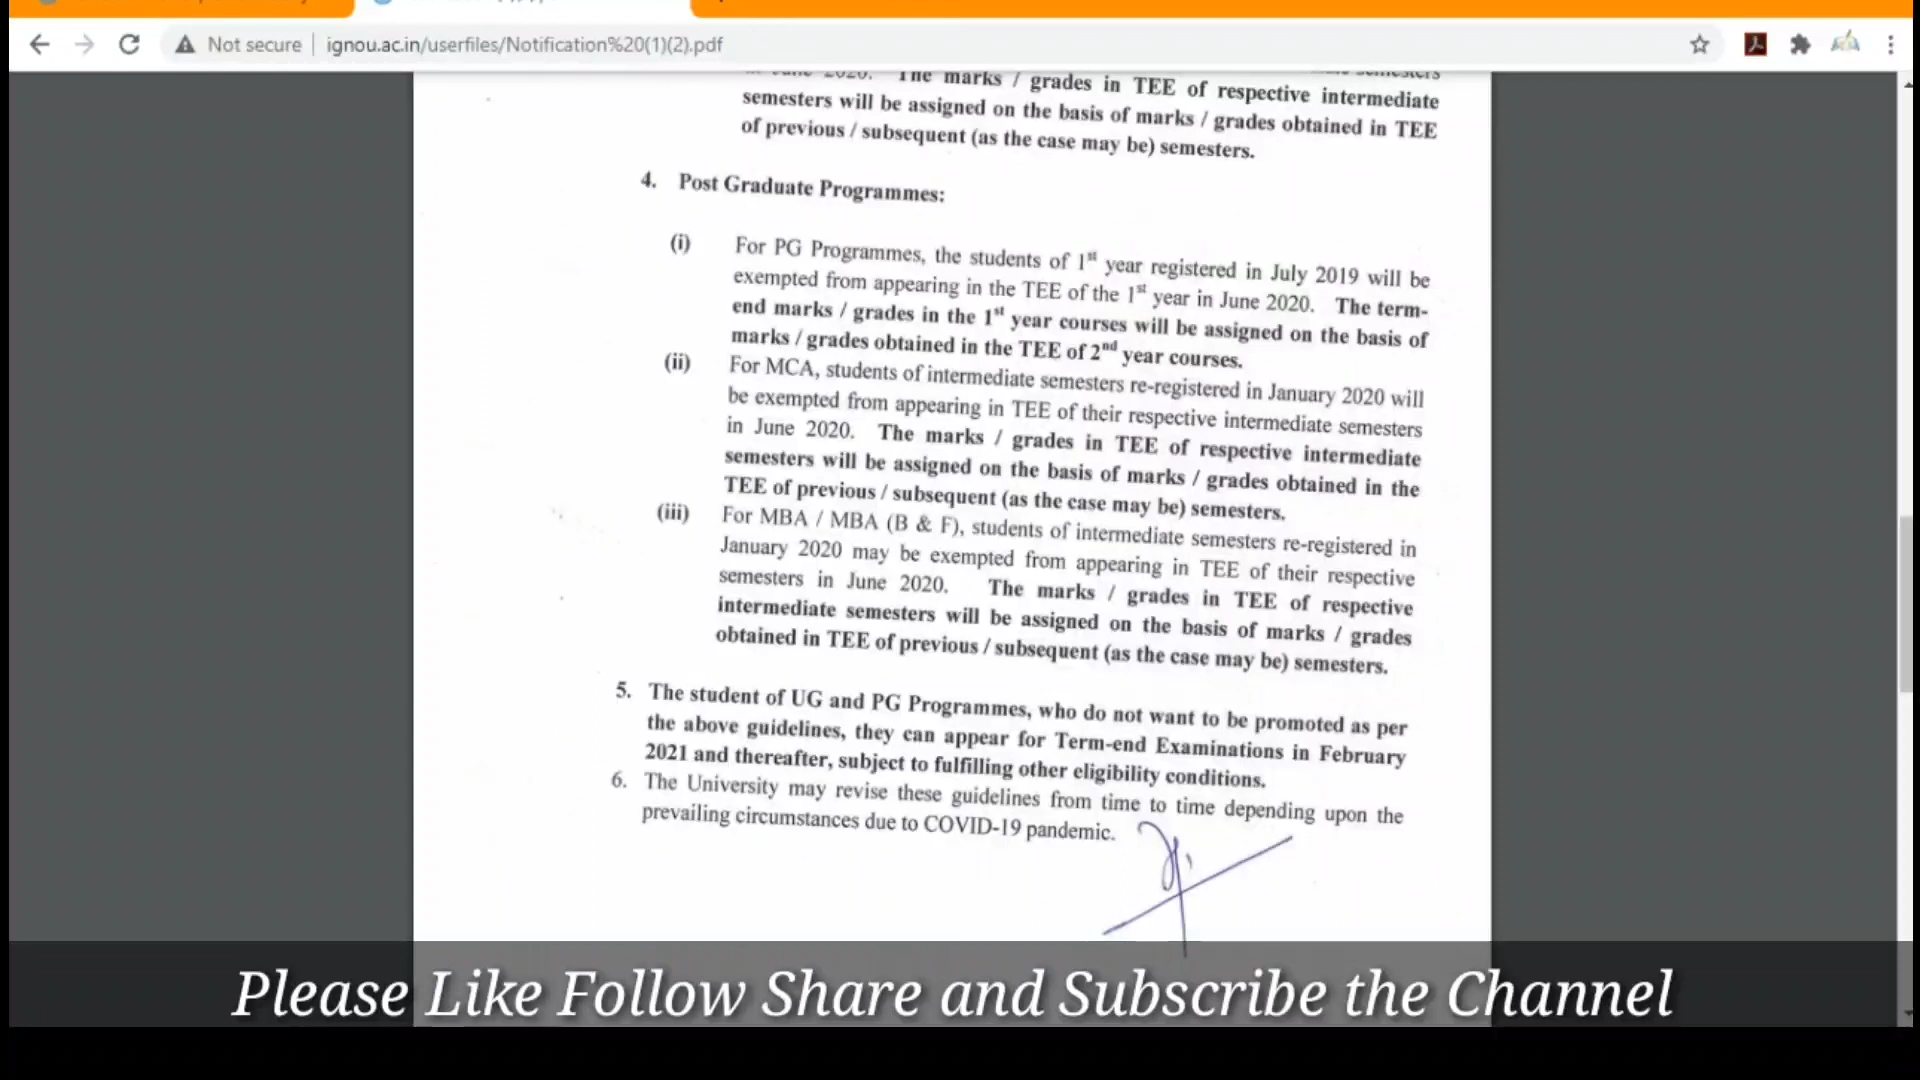 Not secure
ignou.ac.in/userfiles/Notification%20(1)(2).pdf
June 2020. The marks / grades in TEE of respective intermediate
semesters will be assigned on the basis of marks / grades obtained in TEE
of previous / subsequent (as the case may be) semesters.
4. Post Graduate Programmes:
(i) For PG Programmes, the students of 1st year registered in July 2019 will be
exempted from appearing in the TEE of the 1st year in June 2020. The term-
end marks / grades in the 1st year courses will be assigned on the basis of
marks / grades obtained in the TEE of 2nd year courses.
(ii) For MCA, students of intermediate semesters re-registered in January 2020 will
be exempted from appearing in TEE of their respective intermediate semesters
in June 2020. The marks / grades in TEE of respective intermediate
semesters will be assigned on the basis of marks / grades obtained in the
TEE of previous / subsequent (as the case may be) semesters.
(iii) For MBA / MBA (B & F), students of intermediate semesters re-registered in
January 2020 may be exempted from appearing in TEE of their respective
semesters in June 2020. The marks / grades in TEE of respective
intermediate semesters will be assigned on the basis of marks / grades
obtained in TEE of previous / subsequent (as the case may be) semesters.
5. The student of UG and PG Programmes, who do not want to be promoted as per
the above guidelines, they can appear for Term-end Examinations in February
2021 and thereafter, subject to fulfilling other eligibility conditions.
6. The University may revise these guidelines from time to time depending upon the
prevailing circumstances due to COVID-19 pandemic.
Please Like Follow Share and Subscribe the Channel